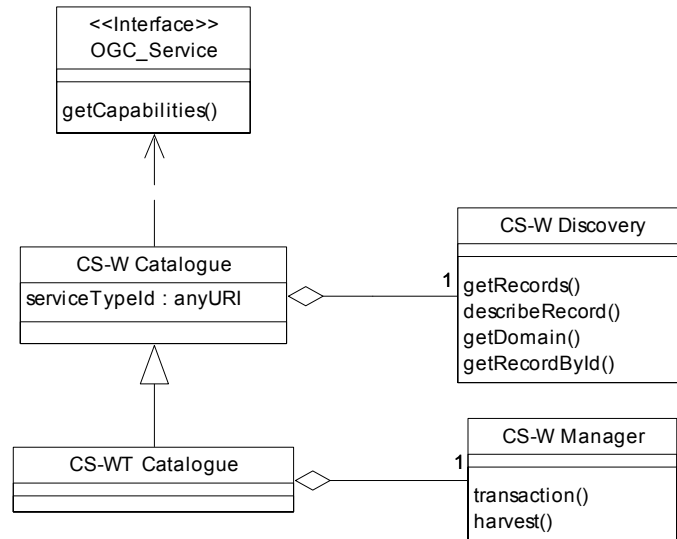 <<Interface>>
OGC_Service
getCapabilities()
CS-W Catalogue
serviceTypeId : anyURI
1
CS-W Discovery
getRecords()
describeRecord()
getDomain()
getRecordById()
CS-WT Catalogue
1
CS-W Manager
transaction()
harvest()